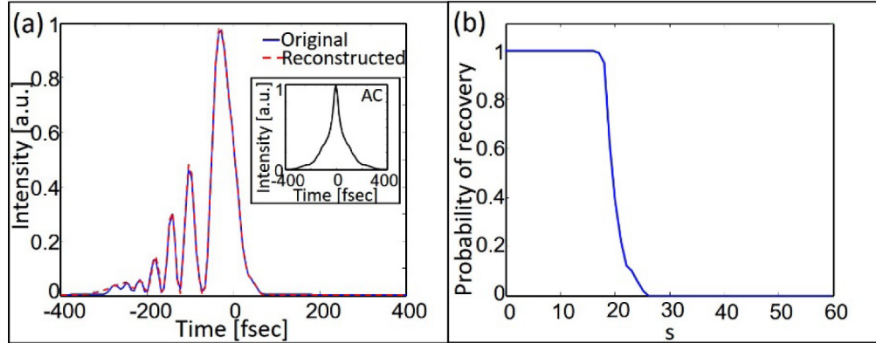 (a)
Intensity [a.u.]
1
0.8
0.6
0.4
0.2
0
-400
-200
0
200
400
Time [fsec]
Original
Reconstructed
AC
Intensity [a.u.]
1
0
-400
0
400
Time [fsec]
(b)
Probability of recovery
1
0.8
0.6
0.4
0.2
0
0
10
20
30
40
50
60
s